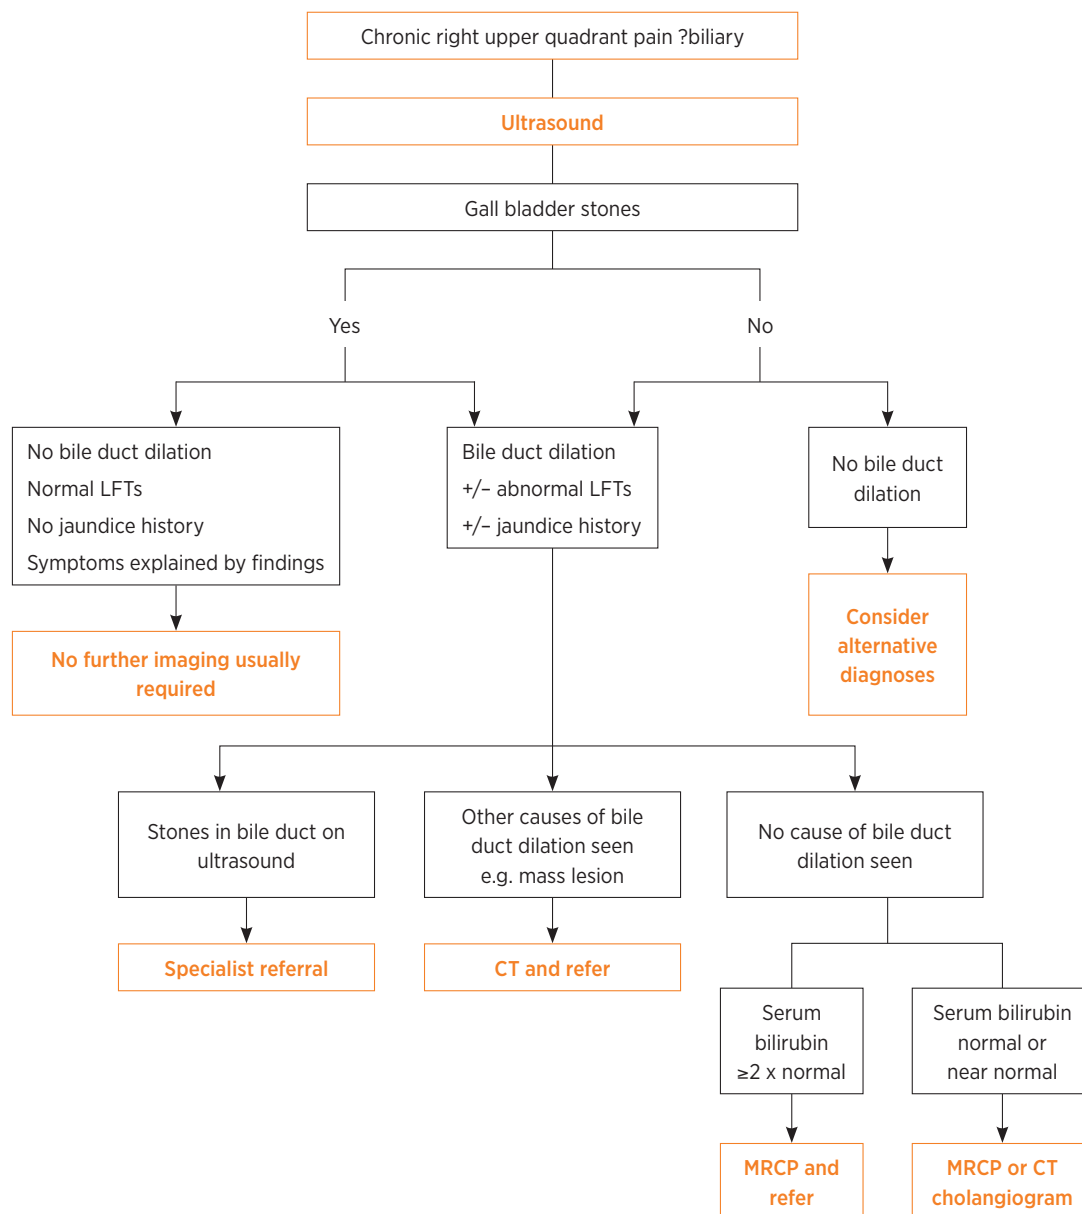 Chronic right upper quadrant pain ?biliary
Ultrasound
Gall bladder stones
Yes
No
No bile duct dilation
Normal LFTs
No jaundice history
Symptoms explained by findings
Bile duct dilation
+/– abnormal LFTs
+/– jaundice history
No bile duct
dilation
No further imaging usually
required
Consider
alternative
diagnoses
Stones in bile duct on
ultrasound
Other causes of bile
duct dilation seen
e.g. mass lesion
No cause of bile duct
dilation seen
Specialist referral
CT and refer
Serum
bilirubin
≥2 x normal
Serum bilirubin
normal or
near normal
MRCP and
refer
MRCP or CT
cholangiogram